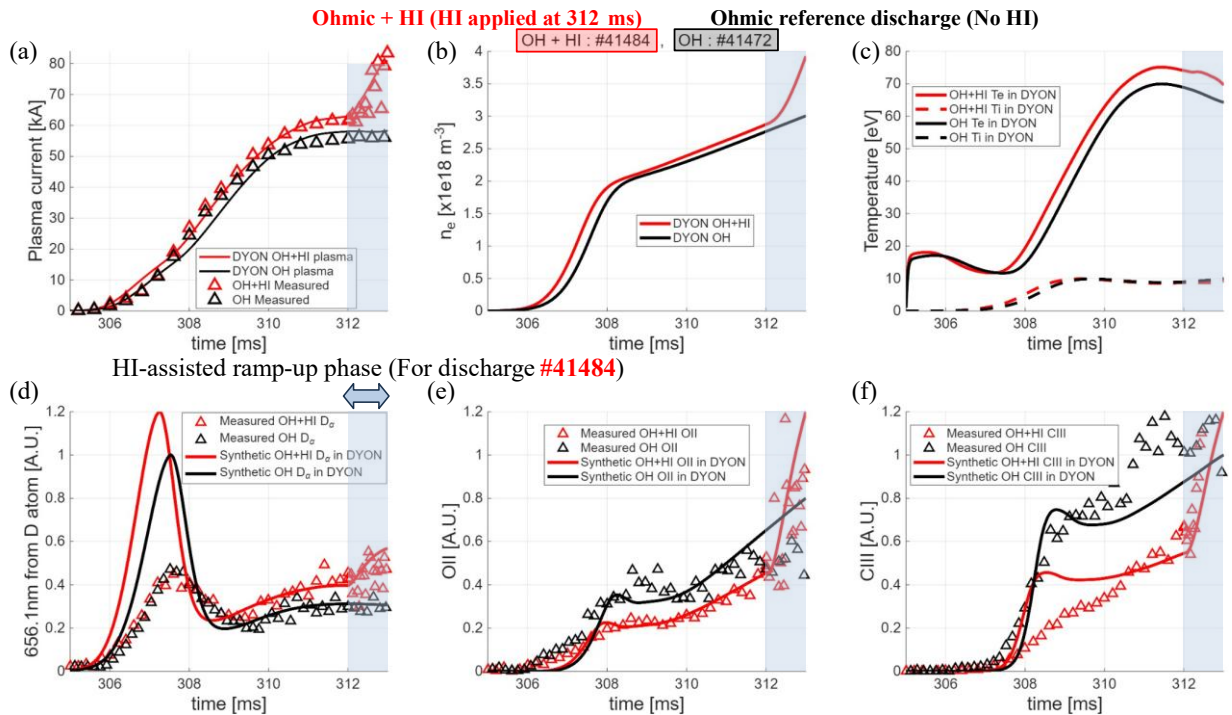 Ohmic + HI (HI applied at 312 ms)
Ohmic reference discharge (No HI)
OH + HI : #41484 , OH : #41472
(a)
80
70
60
50
40
30
20
10
0
Plasma current [kA]
DYON OH+HI plasma
DYON OH plasma
OH+HI Measured
OH Measured
306 308 310 312
time [ms]
(b)
4
3.5
3
2.5
2
1.5
1
0.5
0
nₑ [x1e18 m⁻³]
DYON OH+HI
DYON OH
306 308 310 312
time [ms]
(c)
80
70
60
50
40
30
20
10
0
Temperature [eV]
OH+HI Te in DYON
OH+HI Ti in DYON
OH Te in DYON
OH Ti in DYON
306 308 310 312
time [ms]
HI-assisted ramp-up phase (For discharge #41484)
(d)
1.2
1
0.8
0.6
0.4
0.2
0
656.1nm from D atom [A.U.]
Measured OH+HI Dα
Measured OH Dα
Synthetic OH+HI Dα in DYON
Synthetic OH Dα in DYON
306 308 310 312
time [ms]
(e)
1.2
1
0.8
0.6
0.4
0.2
0
OII [A.U.]
Measured OH+HI OII
Measured OH OII
Synthetic OH+HI OII in DYON
Synthetic OH OII in DYON
306 308 310 312
time [ms]
(f)
1.2
1
0.8
0.6
0.4
0.2
0
CIII [A.U.]
Measured OH+HI CIII
Measured OH CIII
Synthetic OH+HI CIII in DYON
Synthetic OH CIII in DYON
306 308 310 312
time [ms]